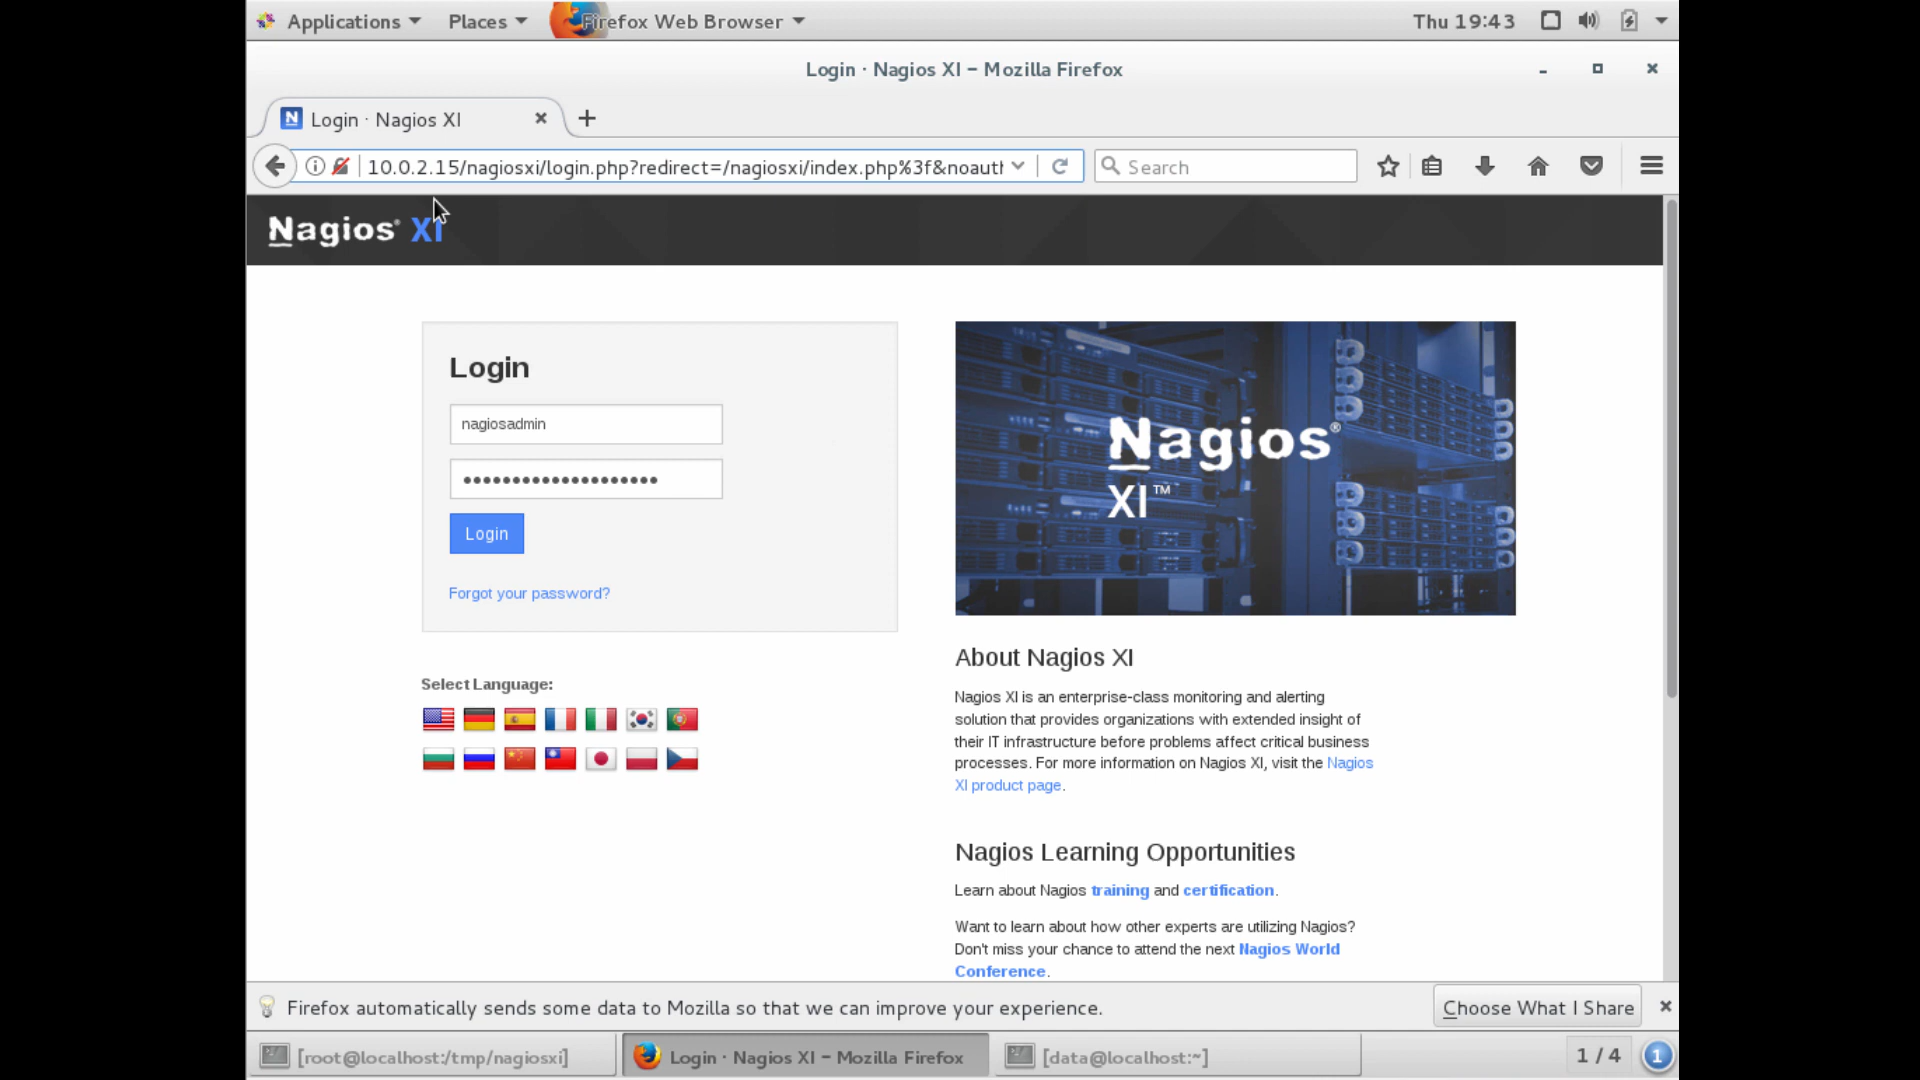 Applications Places Firefox Web Browser Thu 19:43
Login · Nagios XI – Mozilla Firefox
N Login · Nagios XI
10.0.2.15/nagiosxi/login.php?redirect=/nagiosxi/index.php%3f&noauth Search
Nagios® XI
Login
nagiosadmin
Login
Forgot your password?
Select Language:
Nagios®
XI™
About Nagios XI
Nagios XI is an enterprise-class monitoring and alerting
solution that provides organizations with extended insight of
their IT infrastructure before problems affect critical business
processes. For more information on Nagios XI, visit the Nagios
XI product page.
Nagios Learning Opportunities
Learn about Nagios training and certification.
Want to learn about how other experts are utilizing Nagios?
Don't miss your chance to attend the next Nagios World
Conference.
Firefox automatically sends some data to Mozilla so that we can improve your experience. Choose What I Share
[root@localhost:/tmp/nagiosxi] Login · Nagios XI – Mozilla Firefox [data@localhost:~] 1 / 4 1